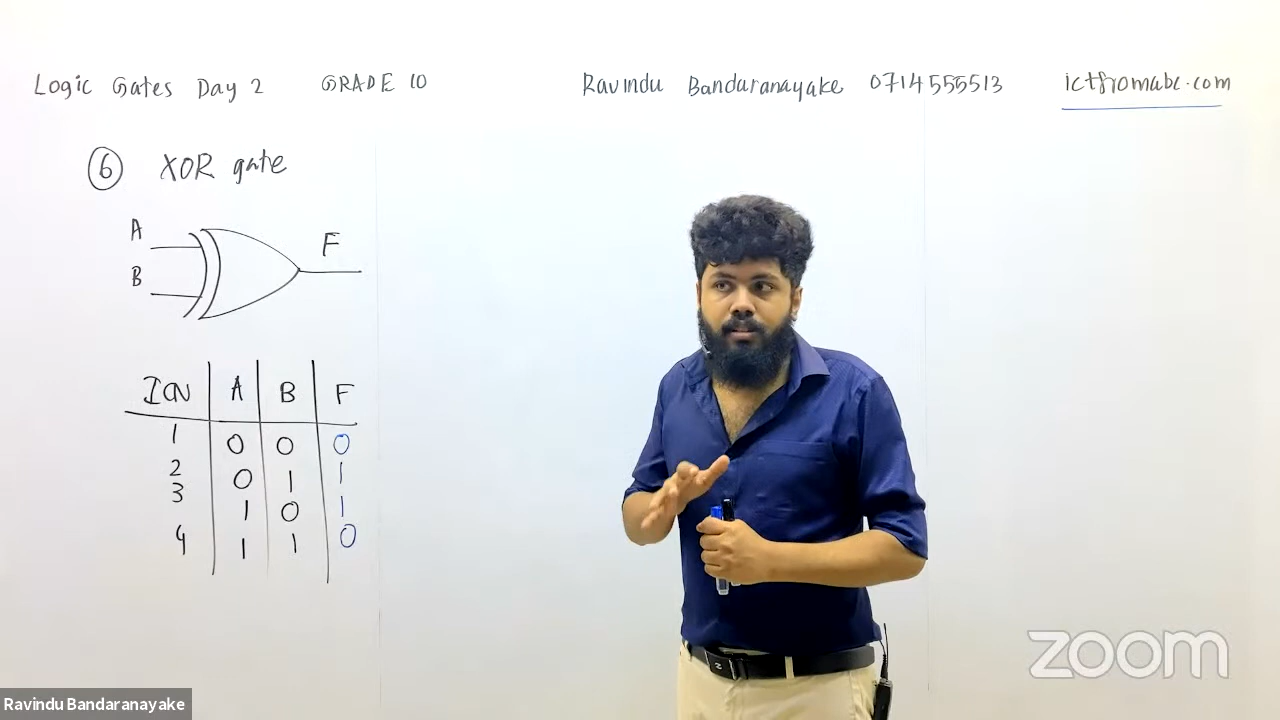 Logic Gates Day 2 GRADE 10 Ravindu Bandaranayake 0714555513 ictfromabc.com
6 XOR gate
A
B
F
ICN A B F
1 0 0 0
2 0 1 1
3 1 0 1
4 1 1 0
zoom
Ravindu Bandaranayake